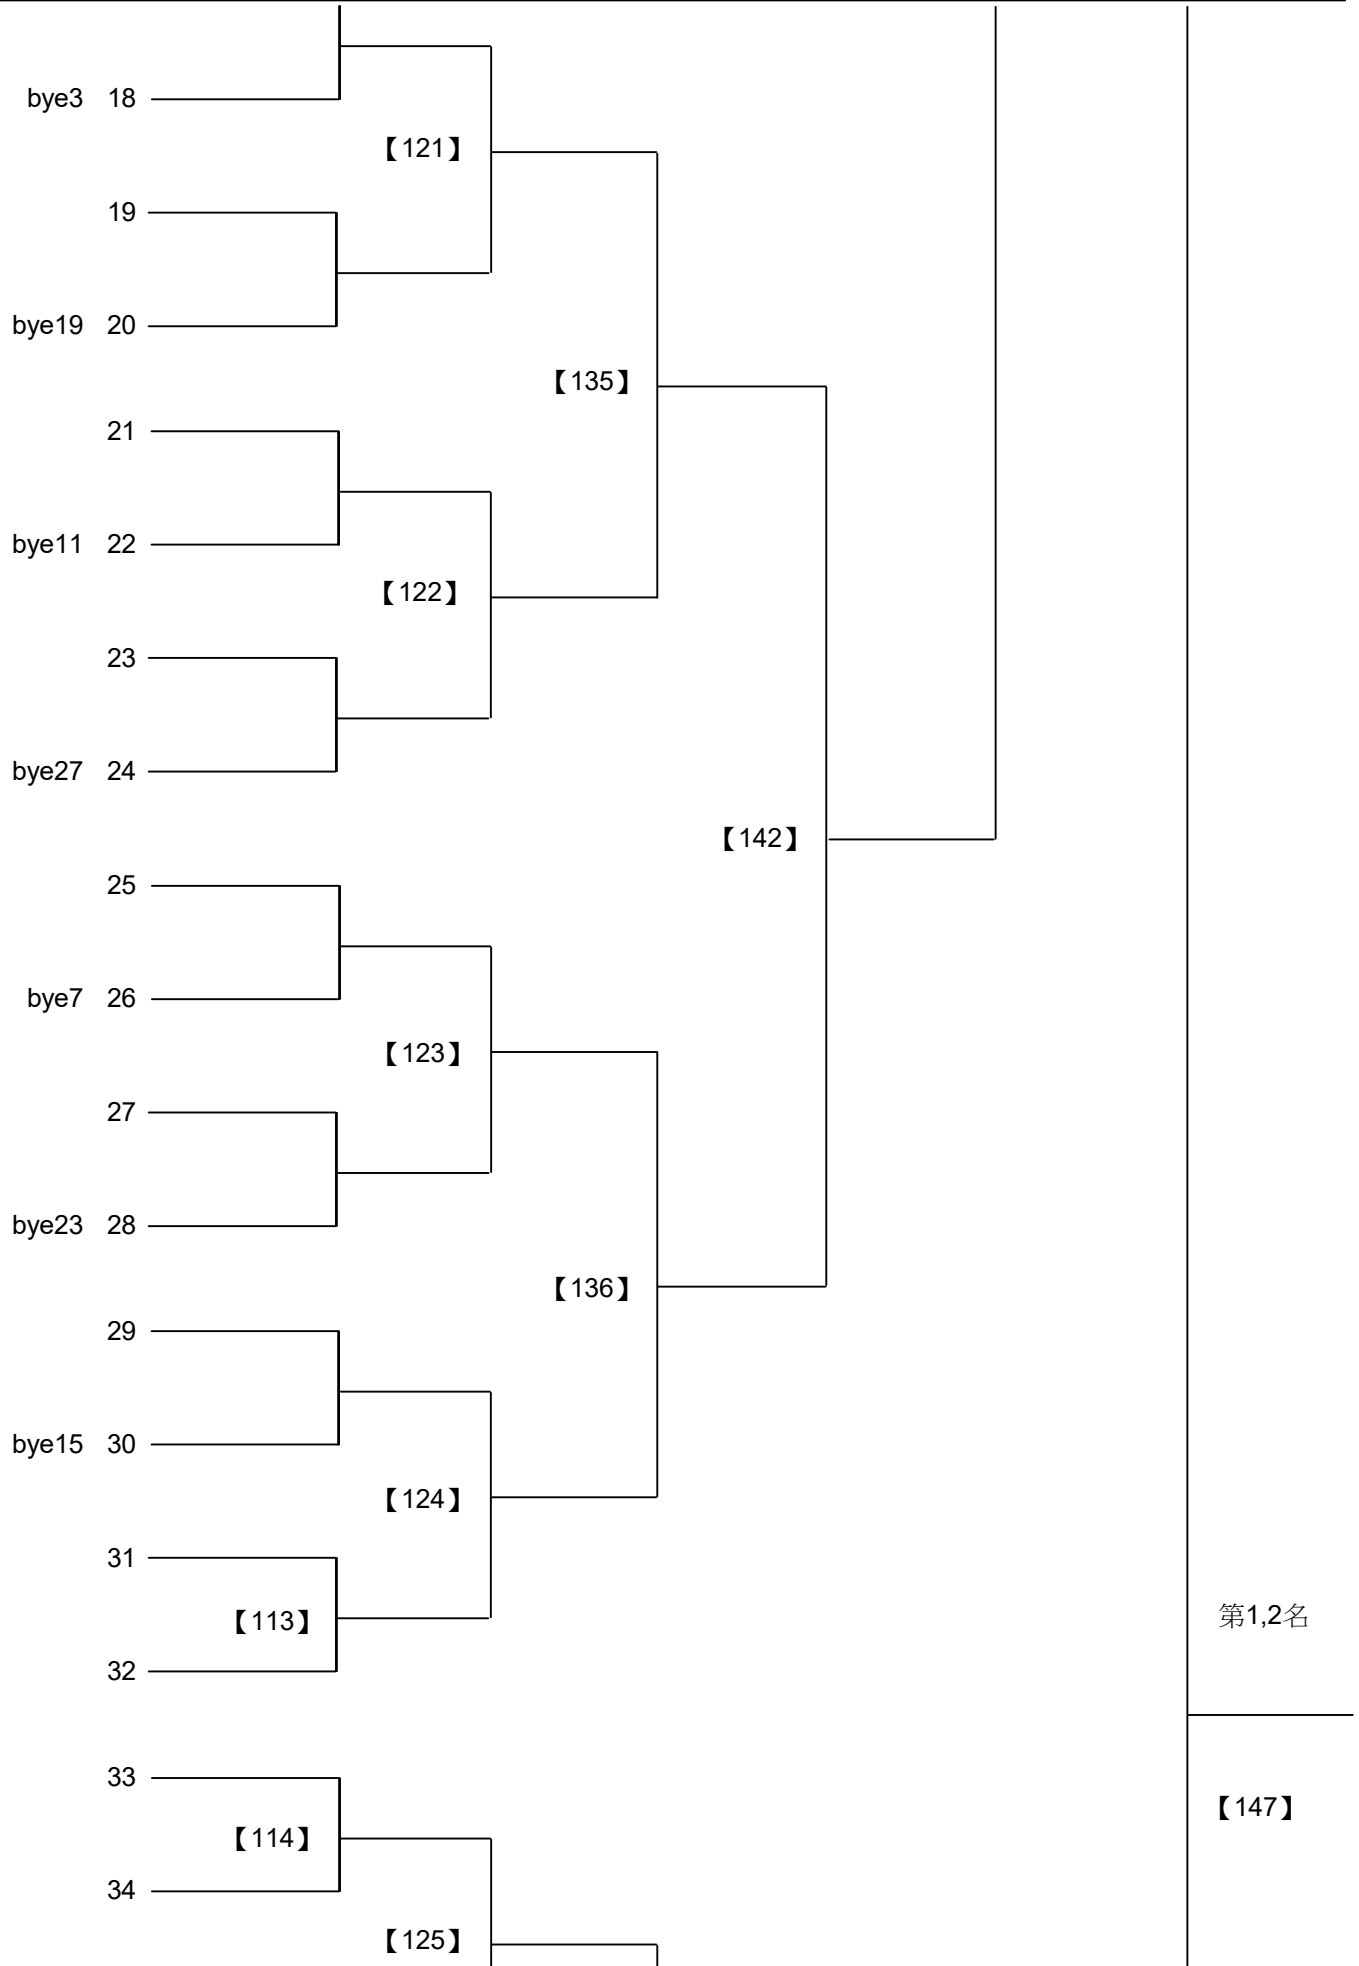 bye3 18
【121】
19
bye19 20
【135】
21
bye11 22
【122】
23
bye27 24
【142】
25
bye7 26
【123】
27
bye23 28
【136】
29
bye15 30
【124】
31
第1,2名
【113】
32
33
【147】
【114】
34
【125】